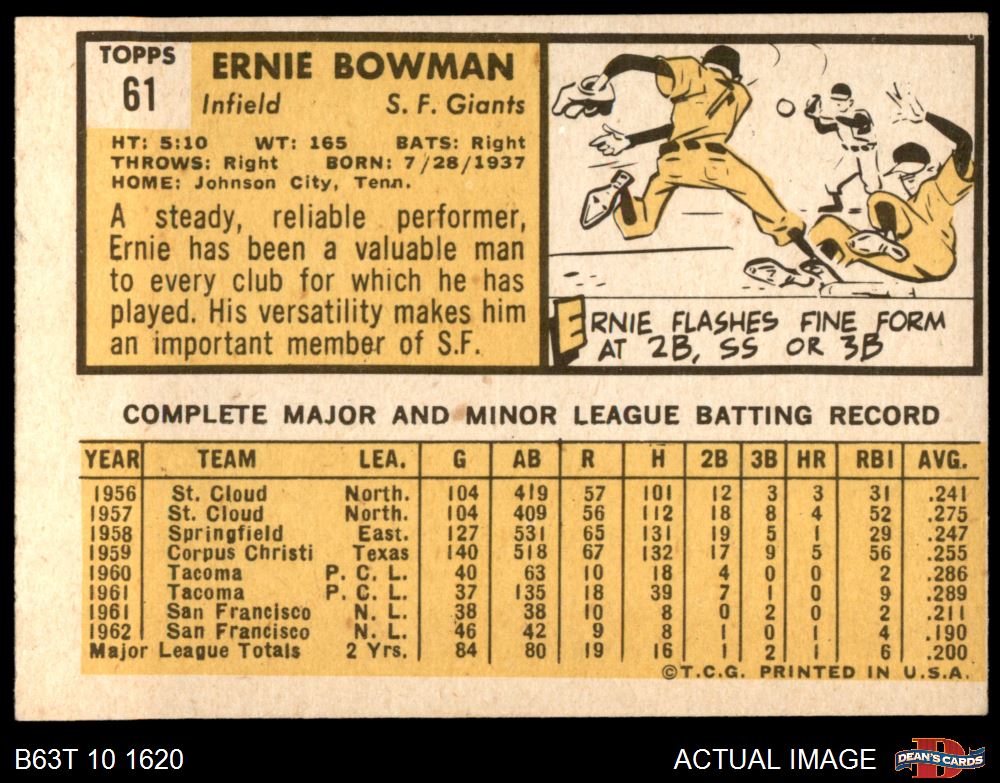 TOPPS
61
ERNIE BOWMAN
Infield S. F. Giants
HT: 5:10 WT: 165 BATS: Right
THROWS: Right BORN: 7/28/1937
HOME: Johnson City, Tenn.
A steady, reliable performer,
Ernie has been a valuable man
to every club for which he has
played. His versatility makes him
an important member of S.F.
ERNIE FLASHES FINE FORM
AT 2B, SS OR 3B
COMPLETE MAJOR AND MINOR LEAGUE BATTING RECORD
YEAR TEAM LEA. G AB R H 2B 3B HR RBI AVG.
1956 St. Cloud North. 104 419 57 101 12 3 3 31 .241
1957 St. Cloud North. 104 409 56 112 18 8 4 52 .275
1958 Springfield East. 127 531 65 131 19 5 1 29 .247
1959 Corpus Christi Texas 140 518 67 132 17 9 5 56 .255
1960 Tacoma P. C. L. 40 63 10 18 4 0 0 2 .286
1961 Tacoma P. C. L. 37 135 18 39 7 1 0 9 .289
1961 San Francisco N. L. 38 38 10 8 0 2 0 2 .211
1962 San Francisco N. L. 46 42 9 8 1 0 1 4 .190
Major League Totals 2 Yrs. 84 80 19 16 1 2 1 6 .200
©T.C.G. PRINTED IN U.S.A.
B63T 10 1620 ACTUAL IMAGE
DEAN'S CARDS